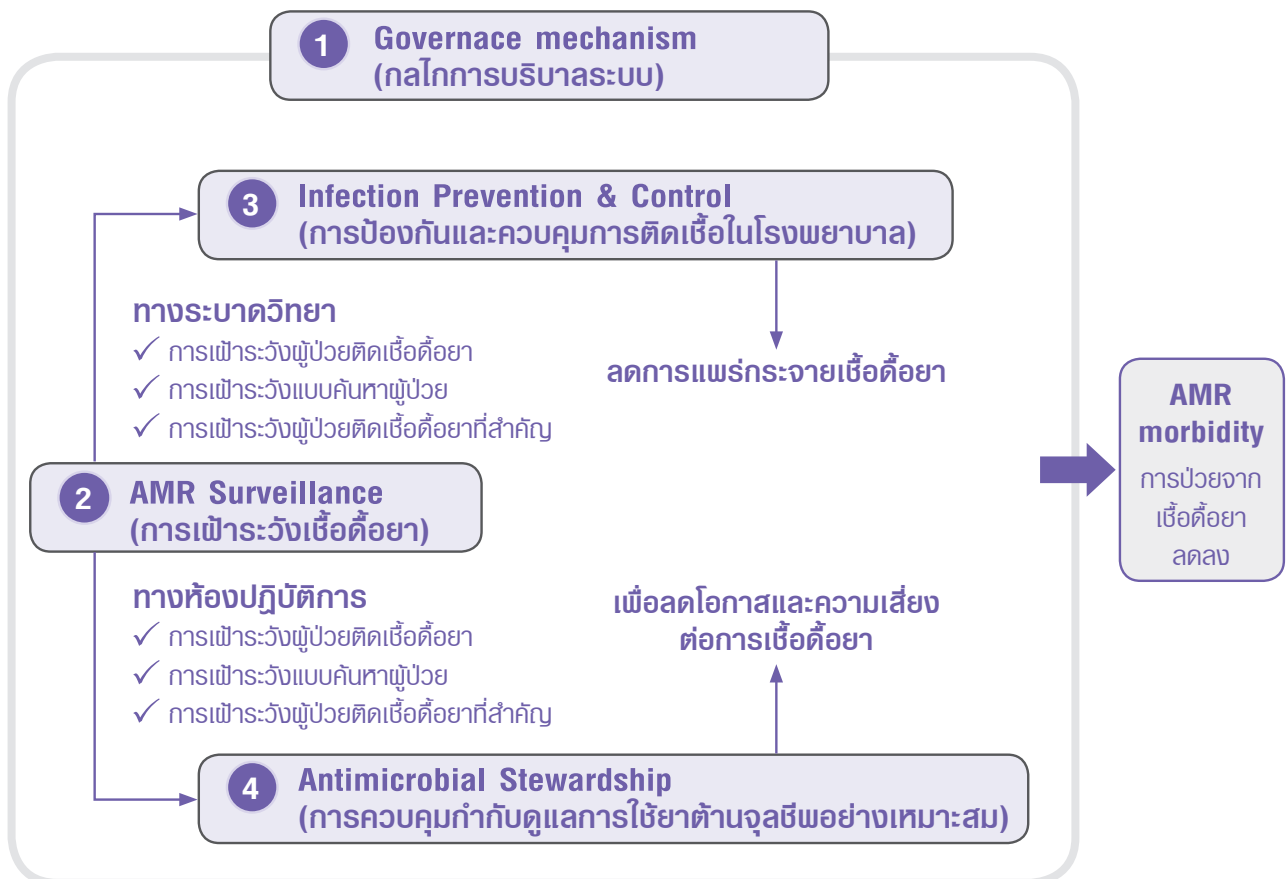 1 Governace mechanism
(กลไกการบริบาลระบบ)
3 Infection Prevention & Control
(การป้องกันและควบคุมการติดเชื้อในโรงพยาบาล)
ทางระบาดวิทยา
✓ การเฝ้าระวังผู้ป่วยติดเชื้อดื้อยา
✓ การเฝ้าระวังแบบค้นหาผู้ป่วย
✓ การเฝ้าระวังผู้ป่วยติดเชื้อดื้อยาที่สำคัญ
ลดการแพร่กระจายเชื้อดื้อยา
2 AMR Surveillance
(การเฝ้าระวังเชื้อดื้อยา)
ทางห้องปฏิบัติการ
✓ การเฝ้าระวังผู้ป่วยติดเชื้อดื้อยา
✓ การเฝ้าระวังแบบค้นหาผู้ป่วย
✓ การเฝ้าระวังผู้ป่วยติดเชื้อดื้อยาที่สำคัญ
เพื่อลดโอกาสและความเสี่ยง
ต่อการเชื้อดื้อยา
4 Antimicrobial Stewardship
(การควบคุมกำกับดูแลการใช้ยาต้านจุลชีพอย่างเหมาะสม)
AMR
morbidity
การป่วยจาก
เชื้อดื้อยา
ลดลง